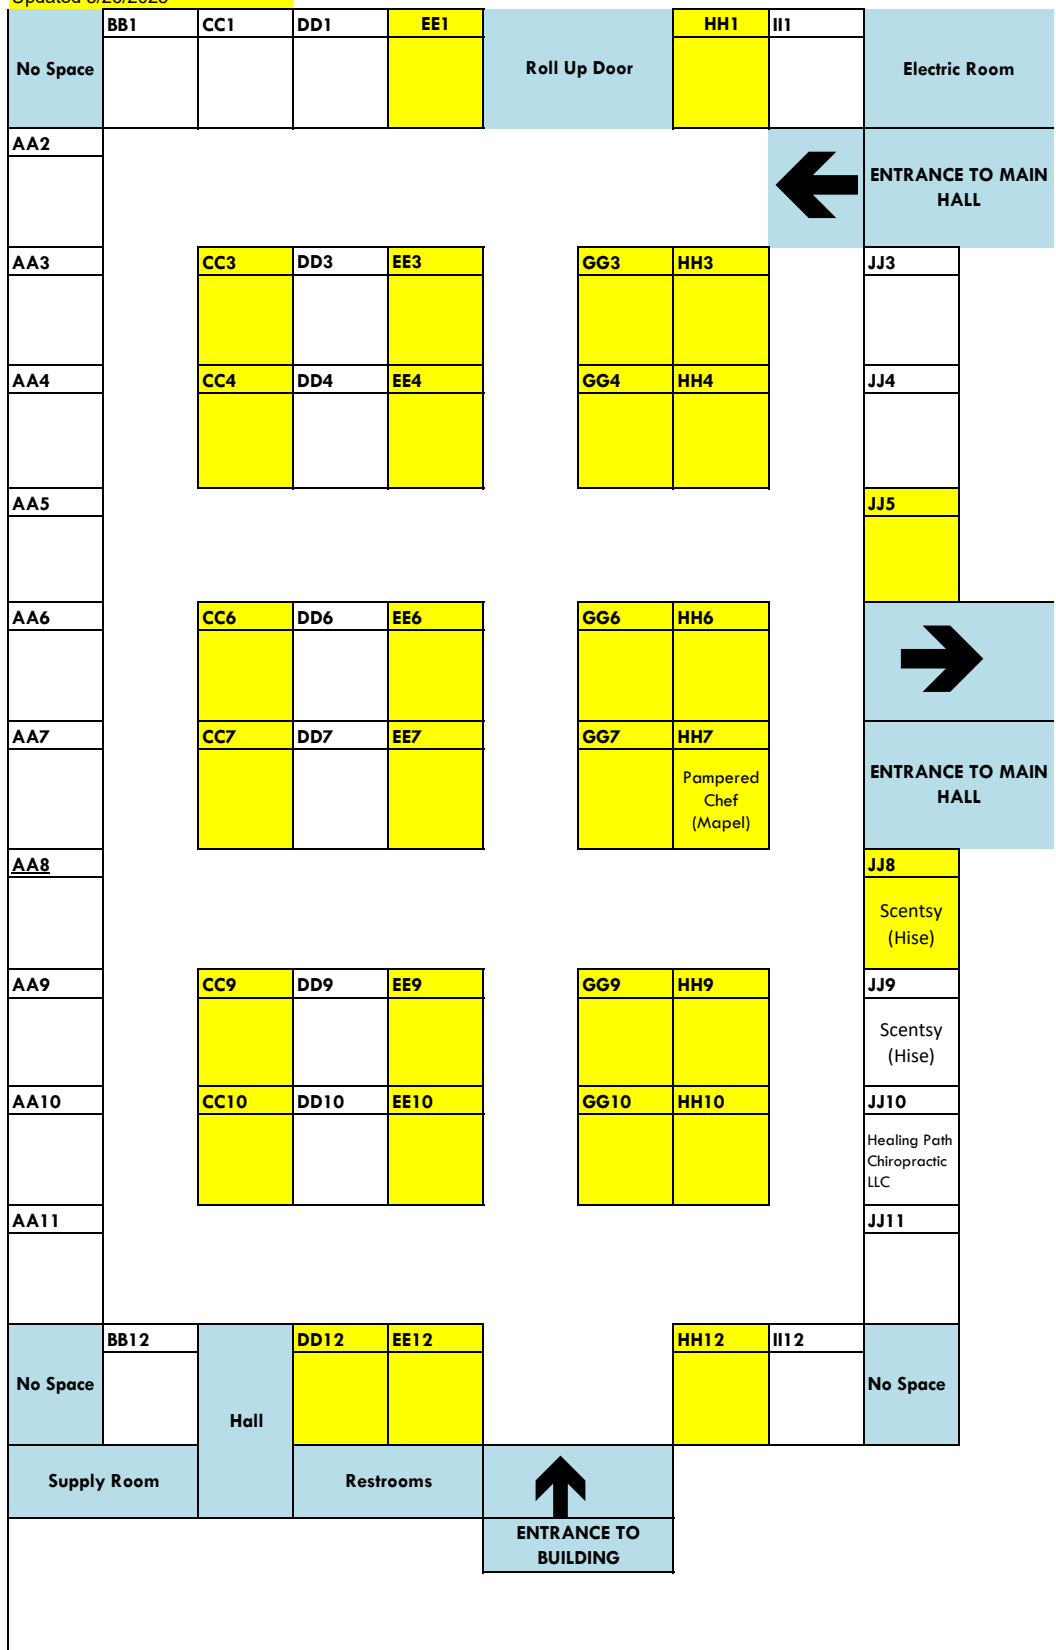 BB1 CC1 DD1 EE1 HH1 II1
No Space Roll Up Door Electric Room
AA2
ENTRANCE TO MAIN
HALL
AA3 CC3 DD3 EE3 GG3 HH3 JJ3
AA4 CC4 DD4 EE4 GG4 HH4 JJ4
AA5 JJ5
AA6 CC6 DD6 EE6 GG6 HH6
AA7 CC7 DD7 EE7 GG7 HH7
Pampered
Chef
(Mapel)
ENTRANCE TO MAIN
HALL
AA8 JJ8
Scentsy
(Hise)
AA9 CC9 DD9 EE9 GG9 HH9 JJ9
Scentsy
(Hise)
AA10 CC10 DD10 EE10 GG10 HH10 JJ10
Healing Path
Chiropractic
LLC
AA11 JJ11
BB12 DD12 EE12 HH12 II12
No Space No Space
Hall
Supply Room Restrooms
ENTRANCE TO
BUILDING